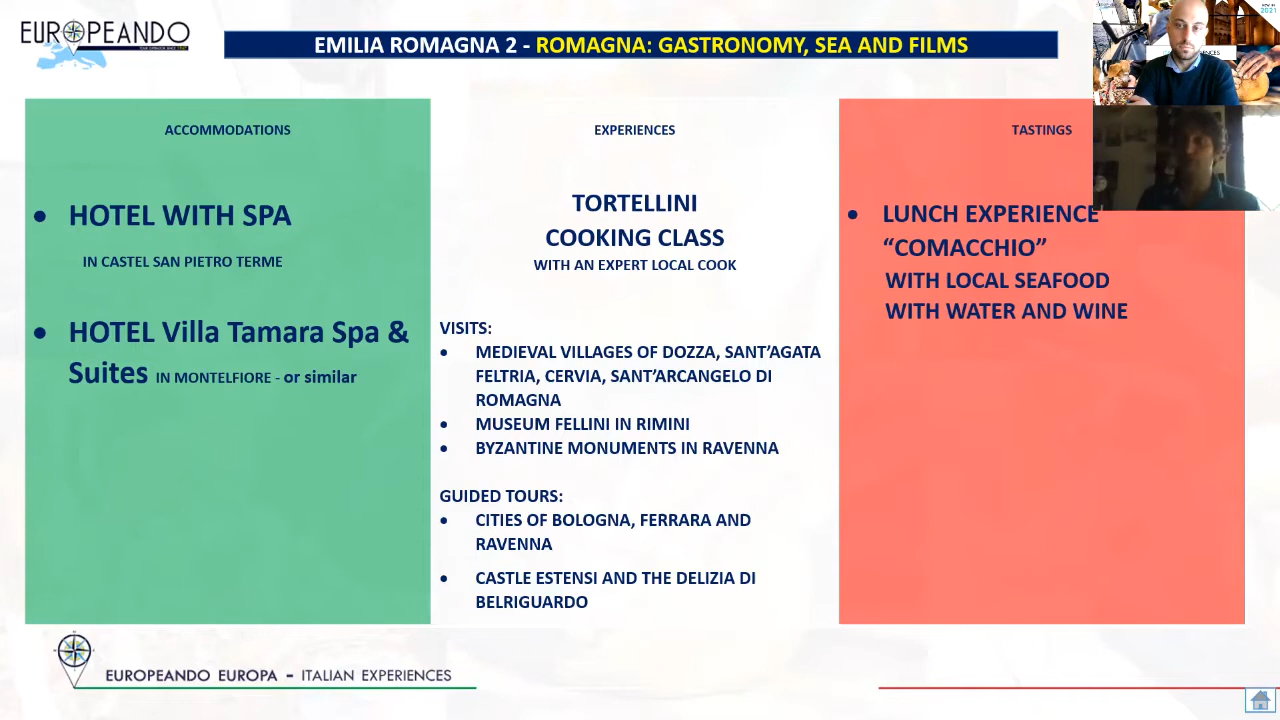 EUROPEANDO
EMILIA ROMAGNA 2 - ROMAGNA: GASTRONOMY, SEA AND FILMS
2021
ACCOMMODATIONS
• HOTEL WITH SPA
IN CASTEL SAN PIETRO TERME
• HOTEL Villa Tamara Spa &
Suites IN MONTELFIORE - or similar
EXPERIENCES
TORTELLINI
COOKING CLASS
WITH AN EXPERT LOCAL COOK
VISITS:
• MEDIEVAL VILLAGES OF DOZZA, SANT’AGATA
FELTRIA, CERVIA, SANT’ARCANGELO DI
ROMAGNA
• MUSEUM FELLINI IN RIMINI
• BYZANTINE MONUMENTS IN RAVENNA
GUIDED TOURS:
• CITIES OF BOLOGNA, FERRARA AND
RAVENNA
• CASTLE ESTENSI AND THE DELIZIA DI
BELRIGUARDO
TASTINGS
• LUNCH EXPERIENCE
“COMACCHIO”
WITH LOCAL SEAFOOD
WITH WATER AND WINE
EUROPEANDO EUROPA – ITALIAN EXPERIENCES